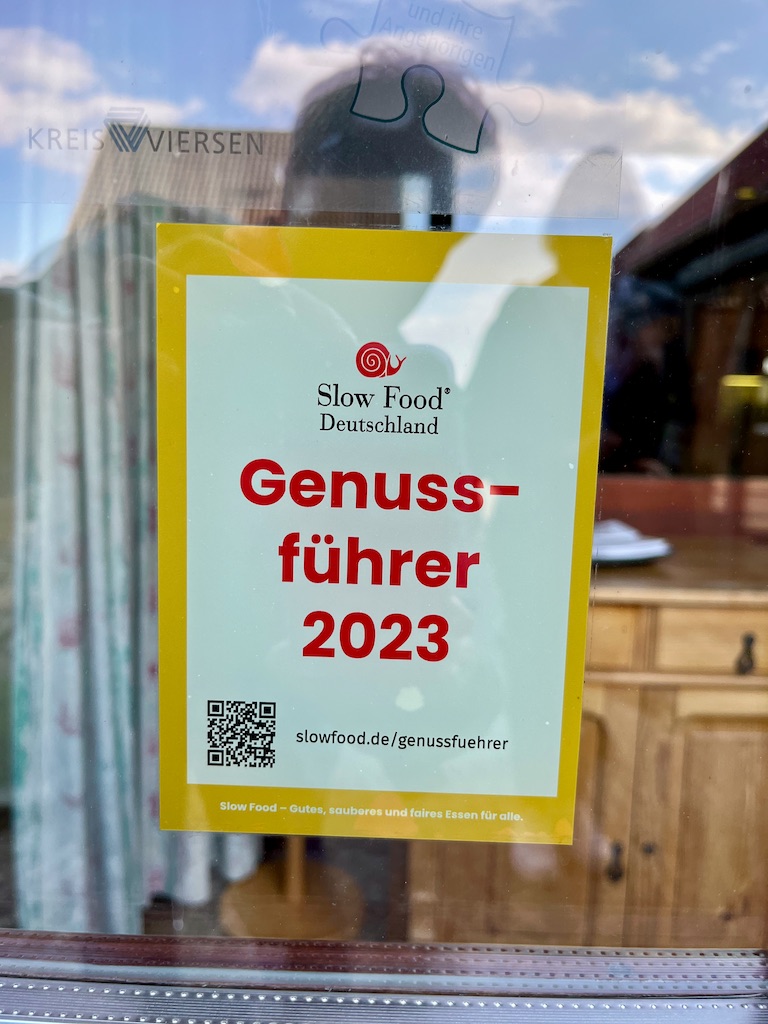 und ihre
Angehörigen
KREIS VIERSEN
Slow Food®
Deutschland
Genuss-
führer
2023
slowfood.de/genussfuehrer
Slow Food – Gutes, sauberes und faires Essen für alle.